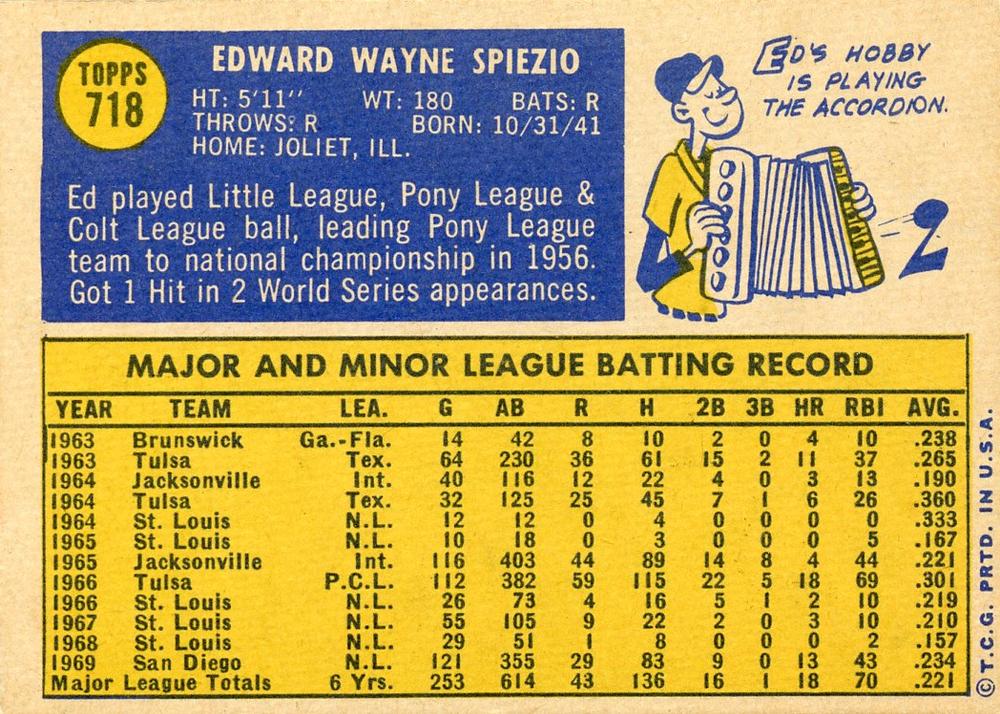 TOPPS
718
EDWARD WAYNE SPIEZIO
HT: 5'11" WT: 180 BATS: R
THROWS: R BORN: 10/31/41
HOME: JOLIET, ILL.
Ed played Little League, Pony League &
Colt League ball, leading Pony League
team to national championship in 1956.
Got 1 Hit in 2 World Series appearances.
ED'S HOBBY
IS PLAYING
THE ACCORDION.
MAJOR AND MINOR LEAGUE BATTING RECORD
YEAR TEAM LEA. G AB R H 2B 3B HR RBI AVG.
1963 Brunswick Ga.-Fla. 14 42 8 10 2 0 4 10 .238
1963 Tulsa Tex. 64 230 36 61 15 2 11 37 .265
1964 Jacksonville Int. 40 116 12 22 4 0 3 13 .190
1964 Tulsa Tex. 32 125 25 45 7 1 6 26 .360
1964 St. Louis N.L. 12 12 0 4 0 0 0 0 .333
1965 St. Louis N.L. 10 18 0 3 0 0 0 5 .167
1965 Jacksonville Int. 116 403 44 89 14 8 4 44 .221
1966 Tulsa P.C.L. 112 382 59 115 22 5 18 69 .301
1966 St. Louis N.L. 26 73 4 16 5 1 2 10 .219
1967 St. Louis N.L. 55 105 9 22 2 0 3 10 .210
1968 St. Louis N.L. 29 51 1 8 0 0 0 2 .157
1969 San Diego N.L. 121 355 29 83 9 0 13 43 .234
Major League Totals 6 Yrs. 253 614 43 136 16 1 18 70 .221
© T.C.G. PRTD. IN U.S.A.